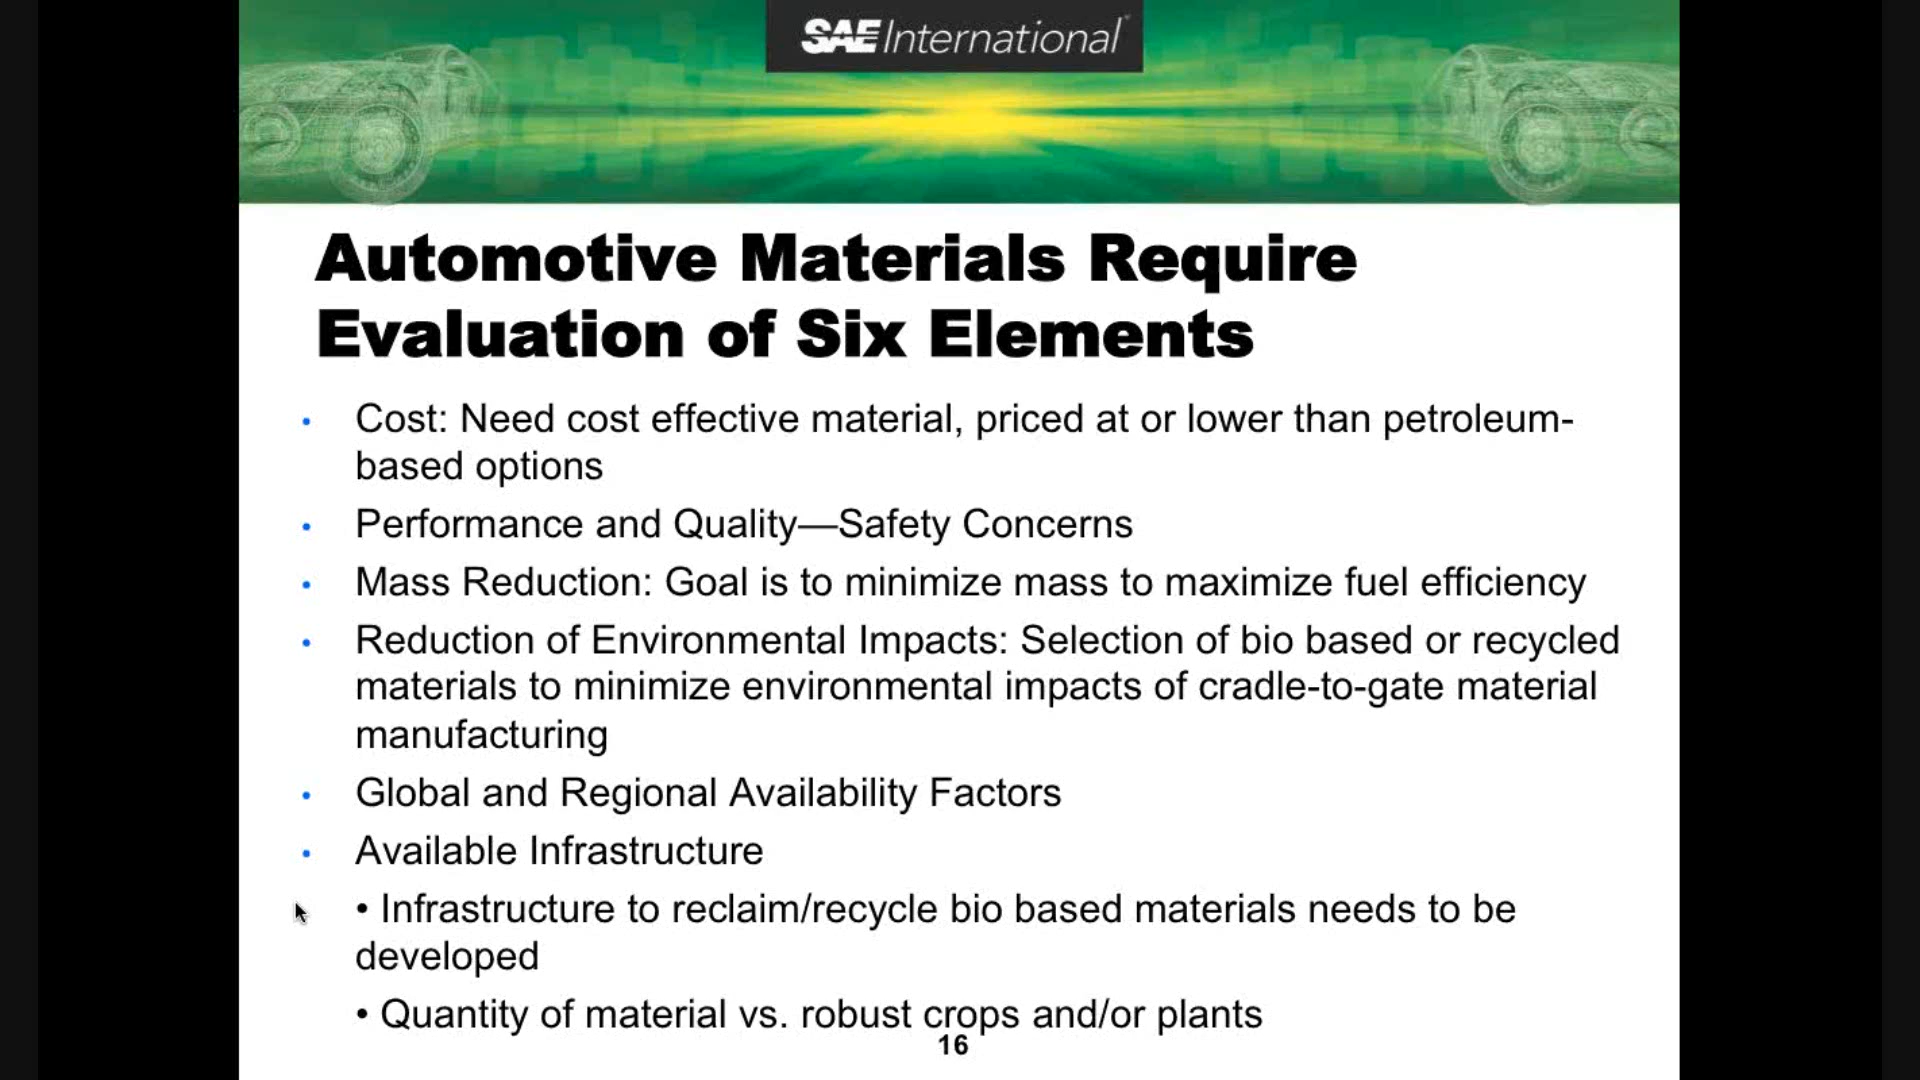 SAE International
Automotive Materials Require
Evaluation of Six Elements
• Cost: Need cost effective material, priced at or lower than petroleum-
based options
• Performance and Quality—Safety Concerns
• Mass Reduction: Goal is to minimize mass to maximize fuel efficiency
• Reduction of Environmental Impacts: Selection of bio based or recycled
materials to minimize environmental impacts of cradle-to-gate material
manufacturing
• Global and Regional Availability Factors
• Available Infrastructure
• Infrastructure to reclaim/recycle bio based materials needs to be
developed
• Quantity of material vs. robust crops and/or plants
16